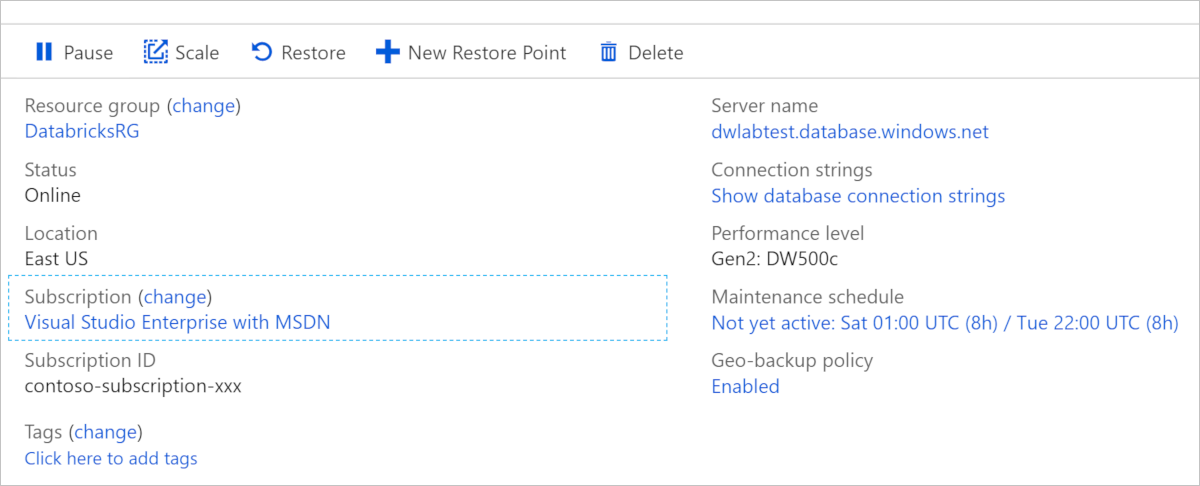 Pause Scale Restore New Restore Point Delete
Resource group (change)
DatabricksRG
Status
Online
Location
East US
Subscription (change)
Visual Studio Enterprise with MSDN
Subscription ID
contoso-subscription-xxx
Tags (change)
Click here to add tags
Server name
dwlabtest.database.windows.net
Connection strings
Show database connection strings
Performance level
Gen2: DW500c
Maintenance schedule
Not yet active: Sat 01:00 UTC (8h) / Tue 22:00 UTC (8h)
Geo-backup policy
Enabled